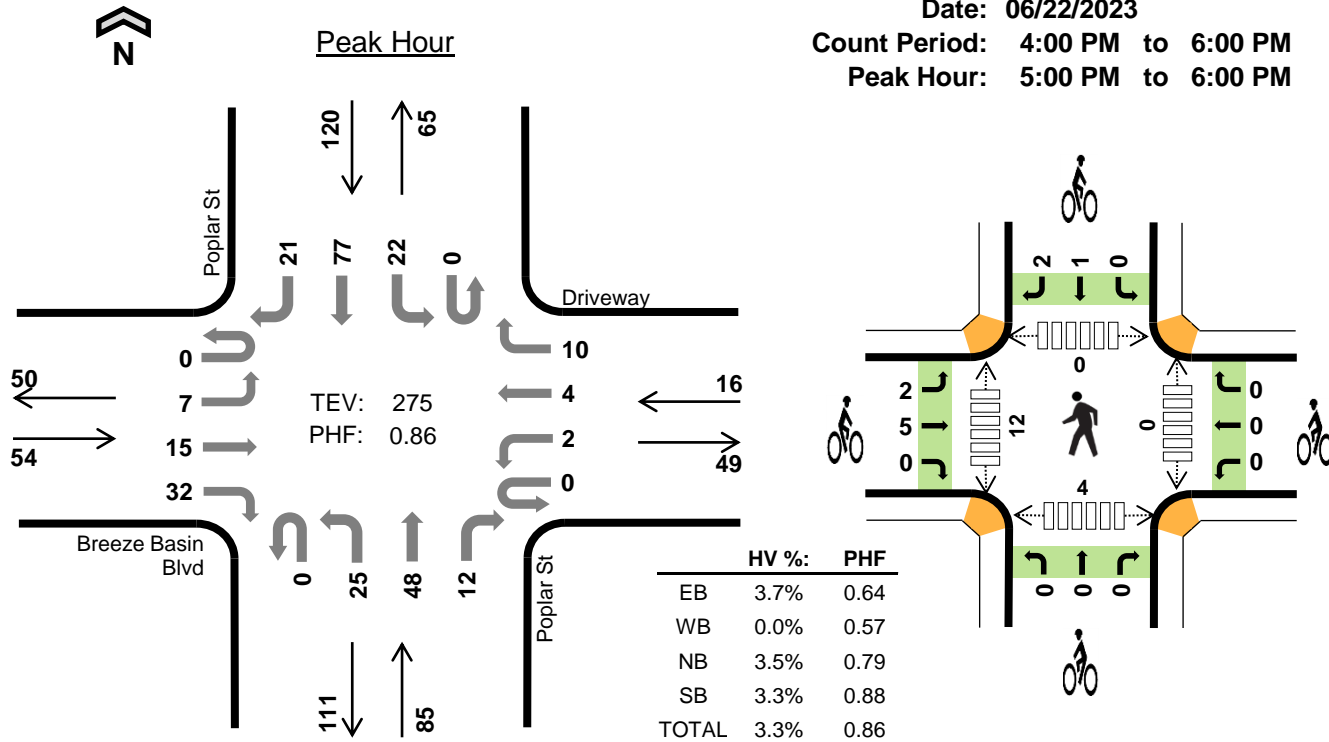 Date: 06/22/2023
Count Period: 4:00 PM to 6:00 PM
Peak Hour: 5:00 PM to 6:00 PM
N
Peak Hour
120
65
Poplar St
21
77
22
0
Driveway
0
7
15
32
50
54
TEV: 275
PHF: 0.86
10
4
2
0
16
49
Breeze Basin
Blvd
0
25
48
12
Poplar St
111
85
HV %: PHF
EB 3.7% 0.64
WB 0.0% 0.57
NB 3.5% 0.79
SB 3.3% 0.88
TOTAL 3.3% 0.86
2
1
0
0
2
5
0
12
0
0
0
0
4
0
0
0